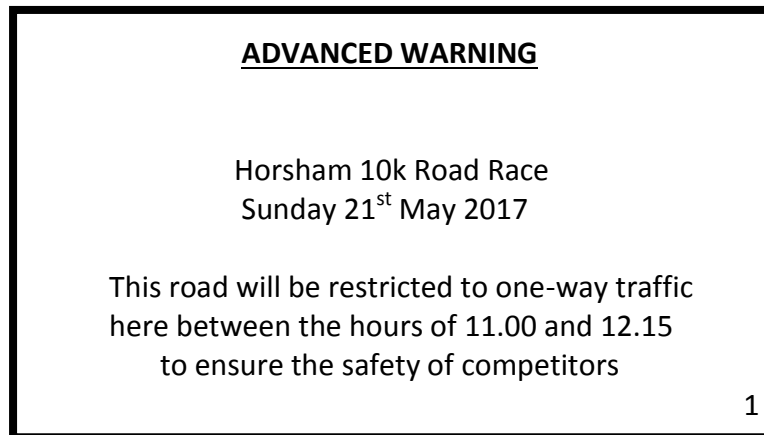 ADVANCED WARNING
Horsham 10k Road Race
Sunday 21st May 2017
This road will be restricted to one-way traffic
here between the hours of 11.00 and 12.15
to ensure the safety of competitors
1